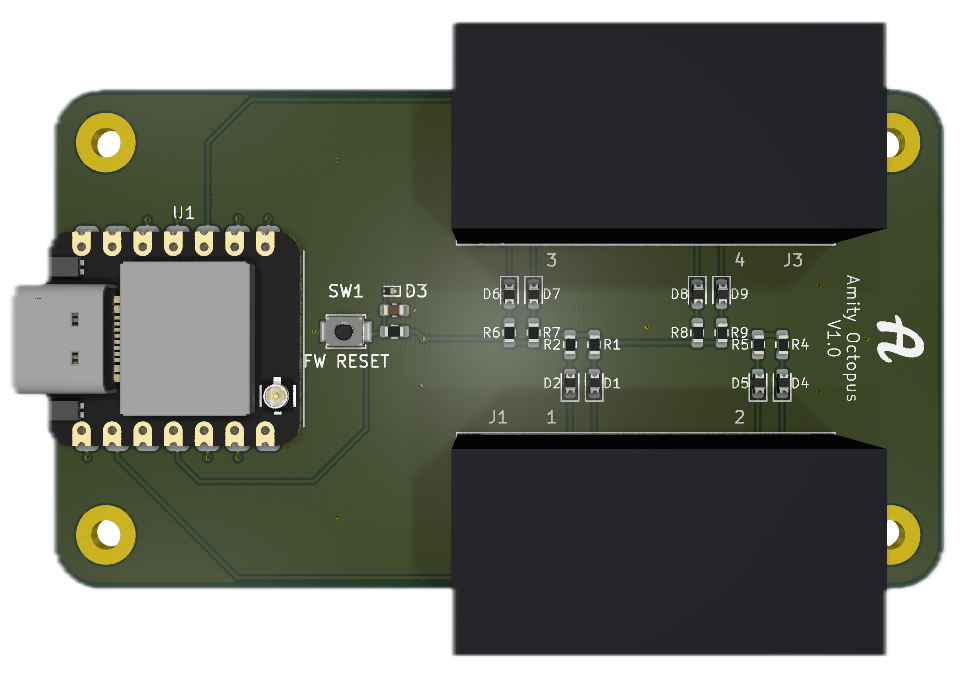 U1
SW1
D3
FW RESET
3
4
J3
D6
D7
D8
D9
R6
R7
R8
R9
R2
R1
R5
R4
D2
D1
D5
D4
J1
1
2
Amity Octopus
V1.0